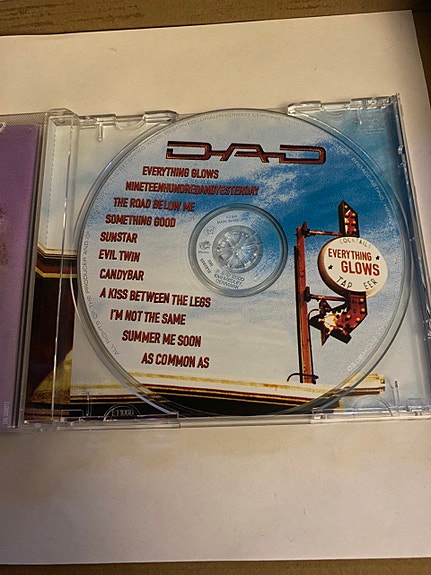 D-A-D
EVERYTHING GLOWS
NINETEENHUNDREDANDYESTERDAY
THE ROAD BELOW ME
SOMETHING GOOD
SUNSTAR
EVIL TWIN
CANDYBAR
A KISS BETWEEN THE LEGS
I'M NOT THE SAME
SUMMER ME SOON
AS COMMON AS
COCKTAILS
EVERYTHING
GLOWS
TAP EER